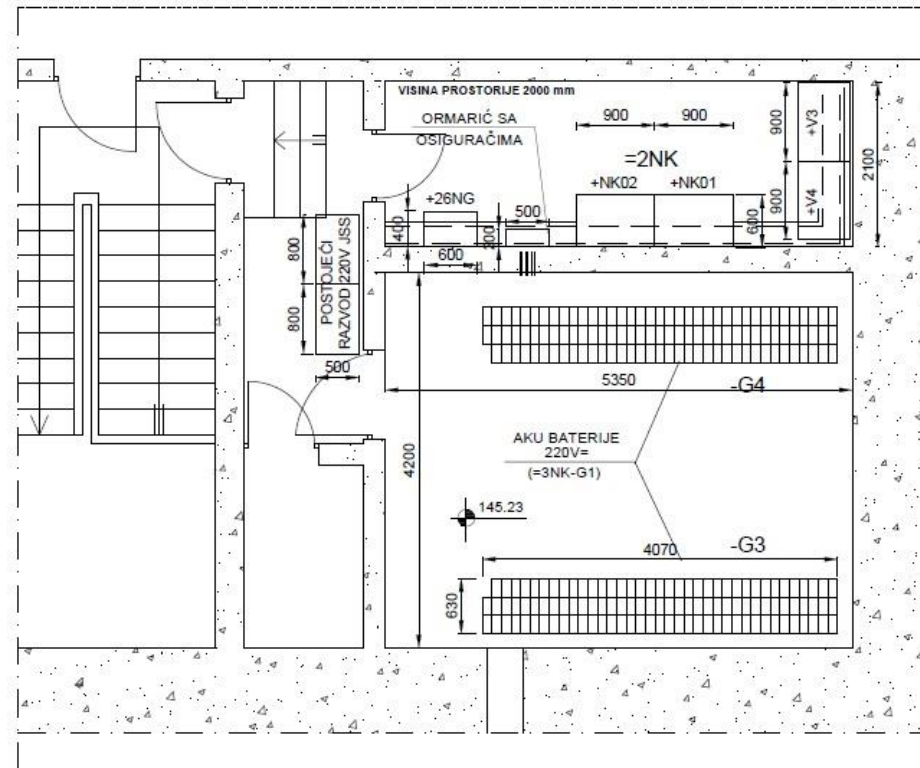 VISINA PROSTORIJE 2000 mm
ORMARIĆ SA
OSIGURAČIMA
900
900
=2NK
+NK02
+NK01
600
900
900
+V3
+V4
2100
+26NG
400
600
500
200
800
800
POSTOJEĆI
RAZVOD 220V JSS
500
5350
-G4
4200
AKU BATERIJE
220V=
(=3NK-G1)
145.23
4070
-G3
630